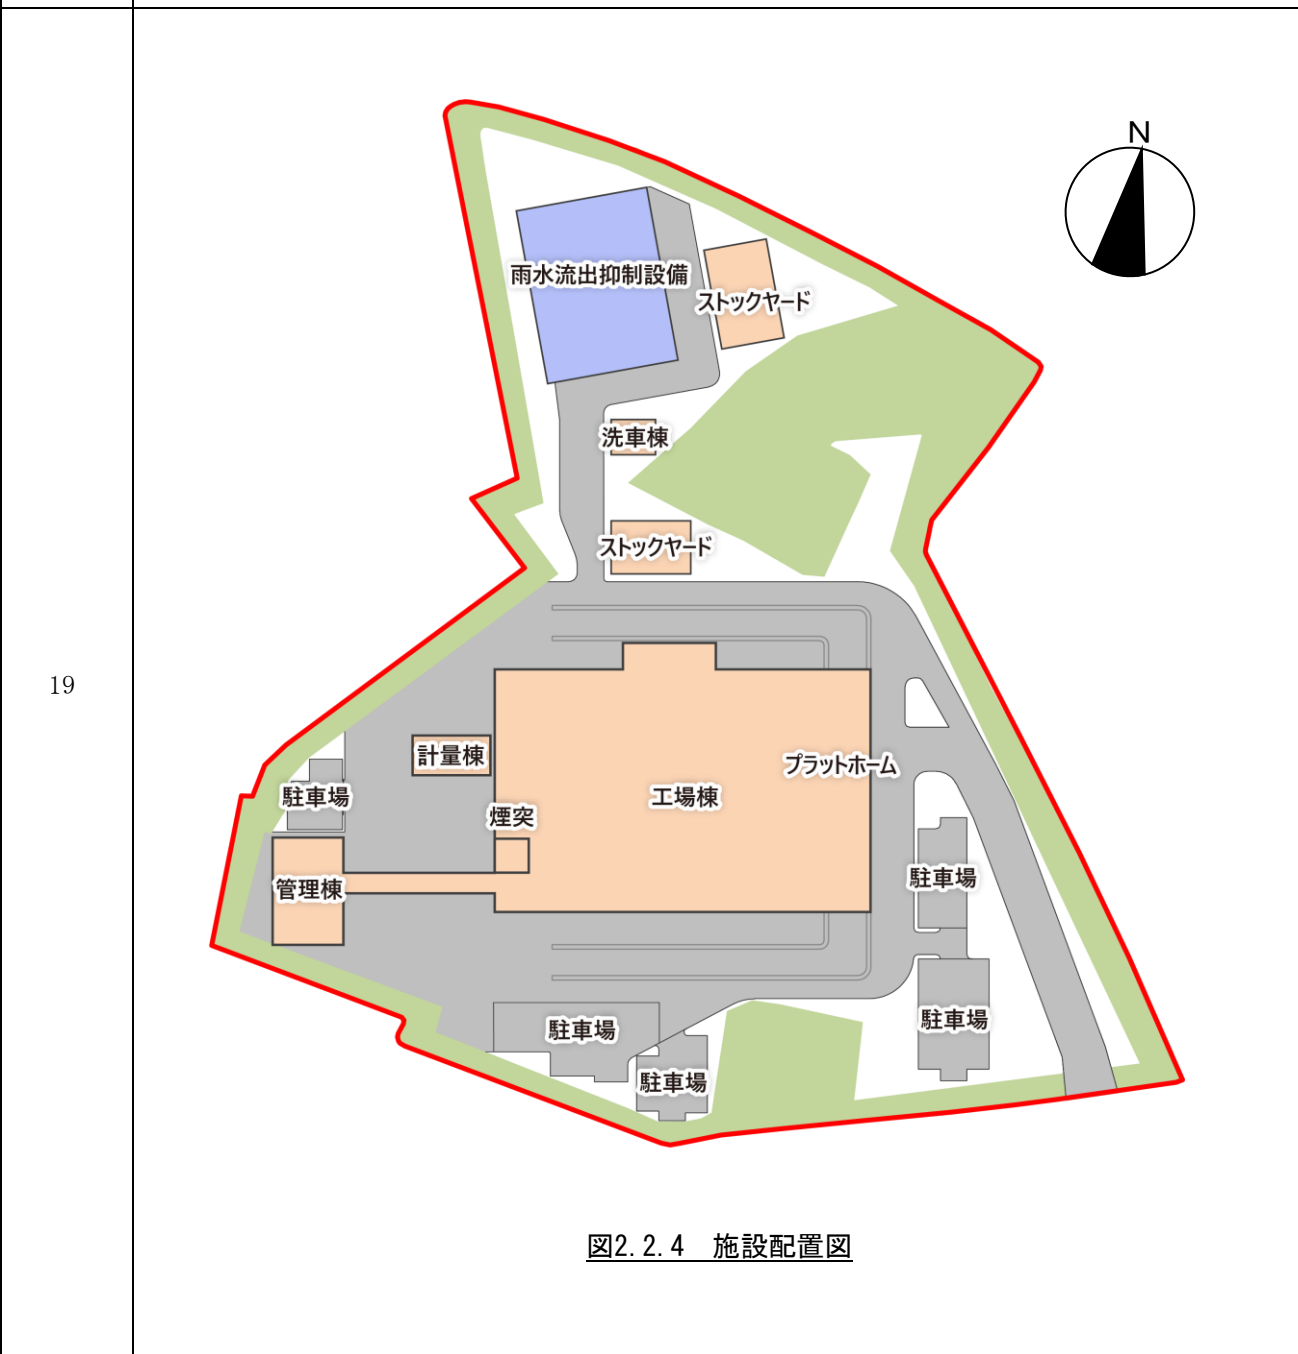 19
N
雨水流出抑制設備
ストックヤード
洗車棟
ストックヤード
計量棟
プラットホーム
工場棟
駐車場
煙突
管理棟
駐車場
駐車場
駐車場
駐車場
図2.2.4　施設配置図